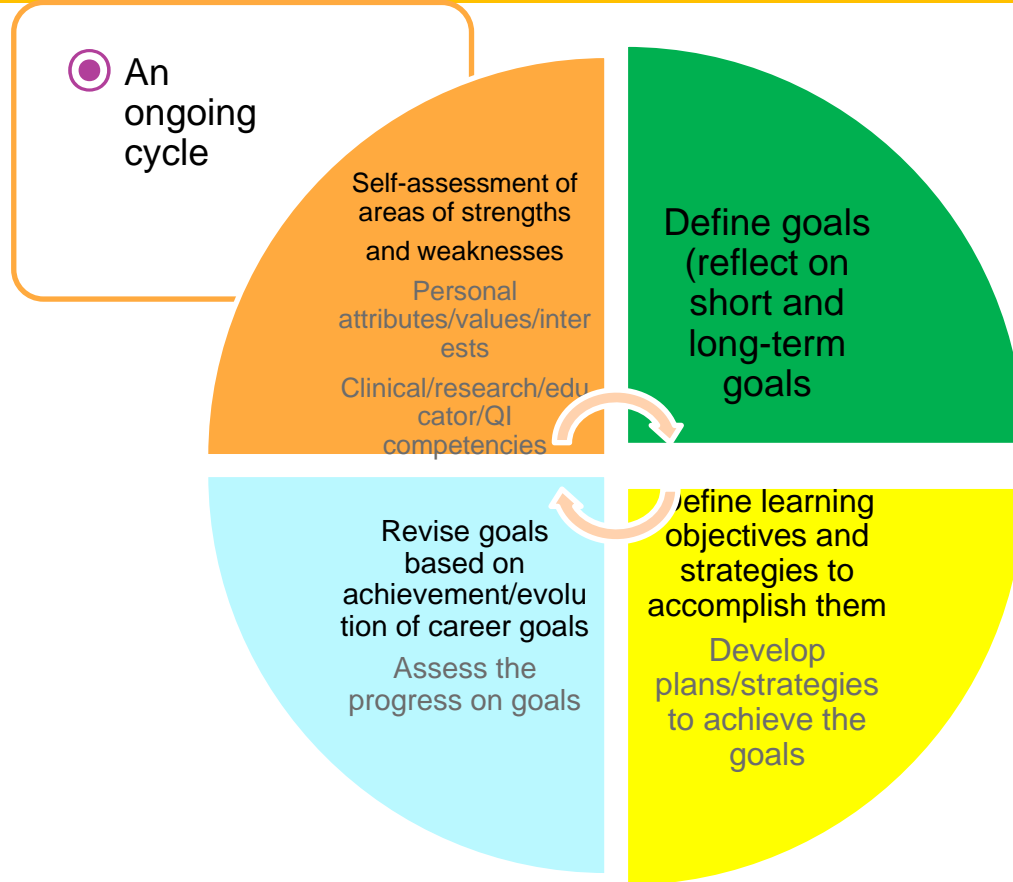 An
ongoing
cycle
Self-assessment of
areas of strengths
and weaknesses
Personal
attributes/values/inter
ests
Clinical/research/edu
cator/QI
competencies
Define goals
(reflect on
short and
long-term
goals
Define learning
objectives and
strategies to
accomplish them
Develop
plans/strategies
to achieve the
goals
Revise goals
based on
achievement/evolu
tion of career goals
Assess the
progress on goals